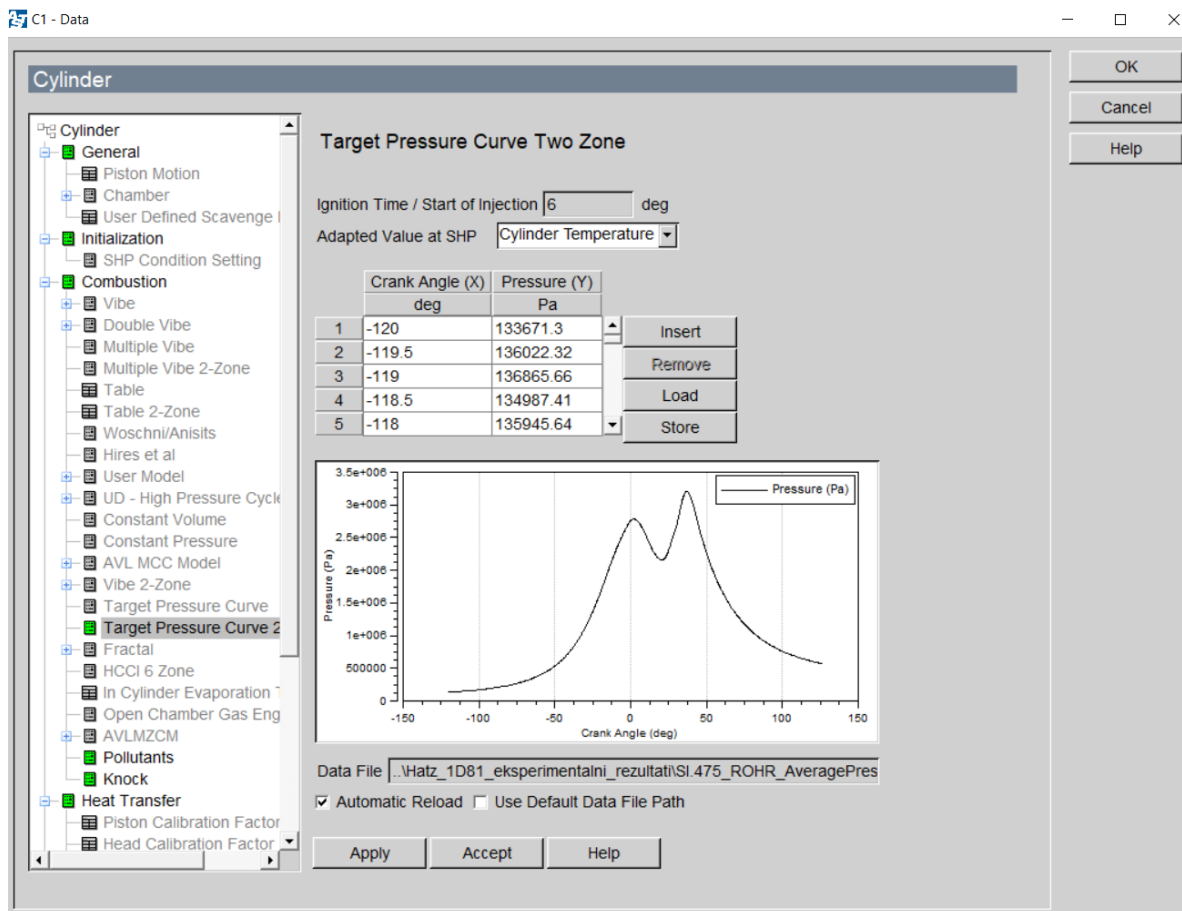 C1 - Data
Cylinder
OK
Cancel
Help
Cylinder
General
Piston Motion
Chamber
User Defined Scavenge
Initialization
SHP Condition Setting
Combustion
Vibe
Double Vibe
Multiple Vibe
Multiple Vibe 2-Zone
Table
Table 2-Zone
Woschni/Anisits
Hires et al
User Model
UD - High Pressure Cycle
Constant Volume
Constant Pressure
AVL MCC Model
Vibe 2-Zone
Target Pressure Curve
Target Pressure Curve 2
Fractal
HCCI 6 Zone
In Cylinder Evaporation
Open Chamber Gas Eng
AVLMZCM
Pollutants
Knock
Heat Transfer
Piston Calibration Factor
Head Calibration Factor
Target Pressure Curve Two Zone
Ignition Time / Start of Injection 6 deg
Adapted Value at SHP Cylinder Temperature
Crank Angle (X) Pressure (Y)
deg Pa
1 -120 133671.3
2 -119.5 136022.32
3 -119 136865.66
4 -118.5 134987.41
5 -118 135945.64
Insert
Remove
Load
Store
3.5e+006
3e+006
2.5e+006
2e+006
1.5e+006
1e+006
500000
0
Pressure (Pa)
Pressure (Pa)
-150 -100 -50 0 50 100 150
Crank Angle (deg)
Data File ..\Hatz_1D81_eksperimentalni_rezultati\SI.475_ROHR_AveragePres
Automatic Reload Use Default Data File Path
Apply Accept Help